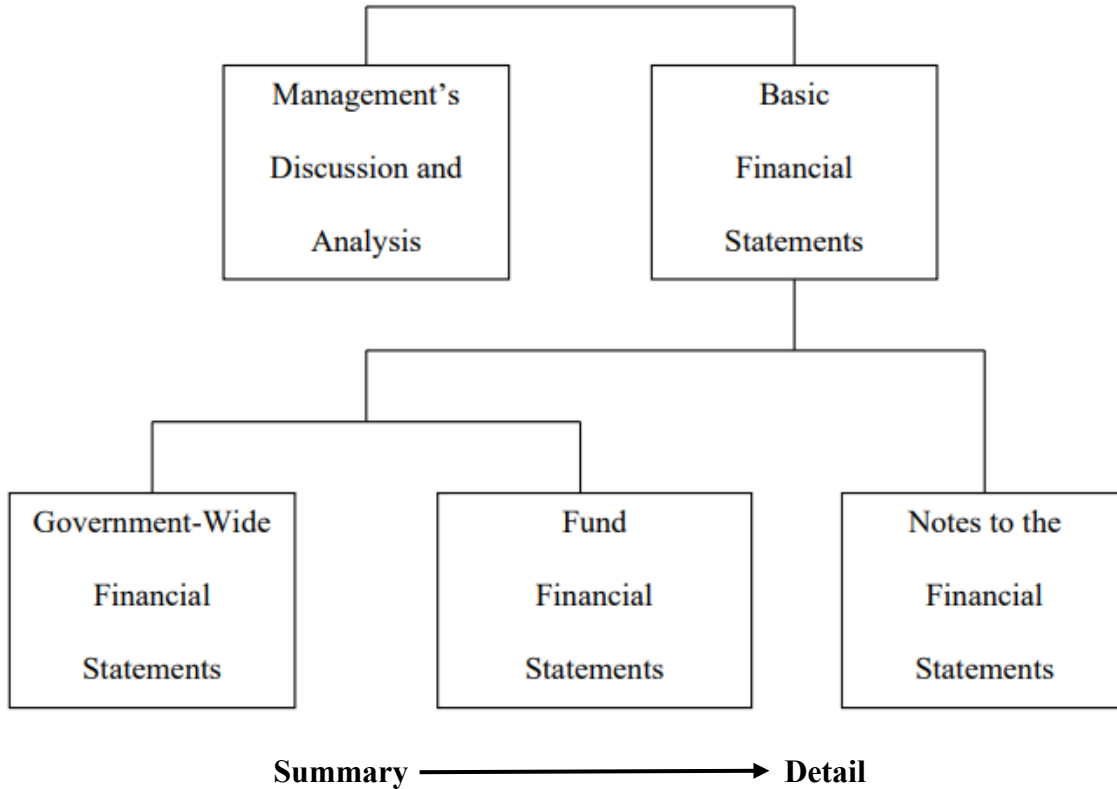 Management’s
Discussion and
Analysis
Basic
Financial
Statements
Government-Wide
Financial
Statements
Fund
Financial
Statements
Notes to the
Financial
Statements
Summary
Detail